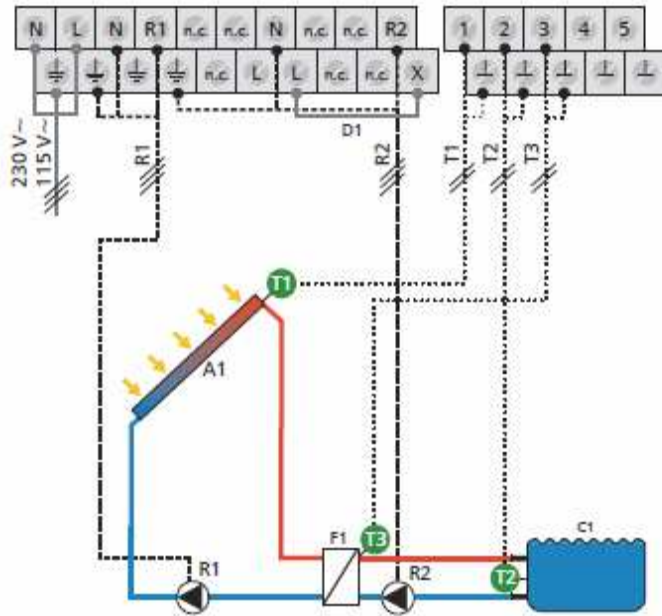 N L N R1 n.c. n.c. N n.c. n.c. R2
n.c. L L n.c. n.c. X
1 2 3 4 5
D1
230 V~
115 V~
R1
R2
T1
T2
T3
T1
A1
F1
T3
C1
R1
R2
T2